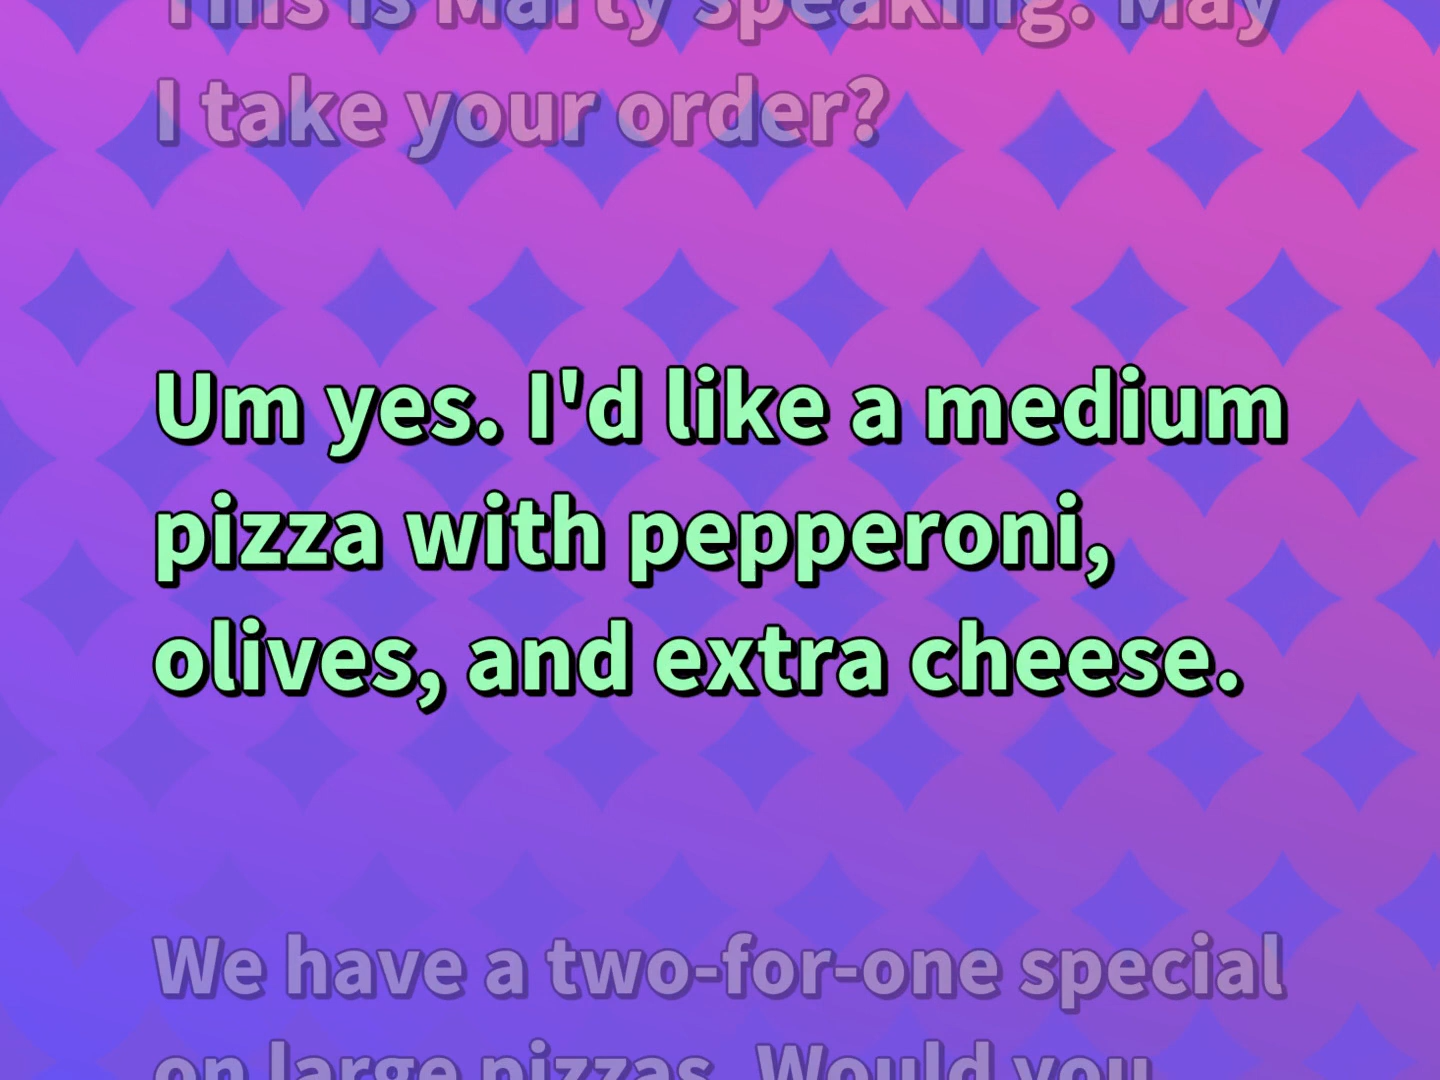 This is Marty speaking. May
I take your order?
Um yes. I'd like a medium
pizza with pepperoni,
olives, and extra cheese.
We have a two-for-one special
on large pizzas. Would you